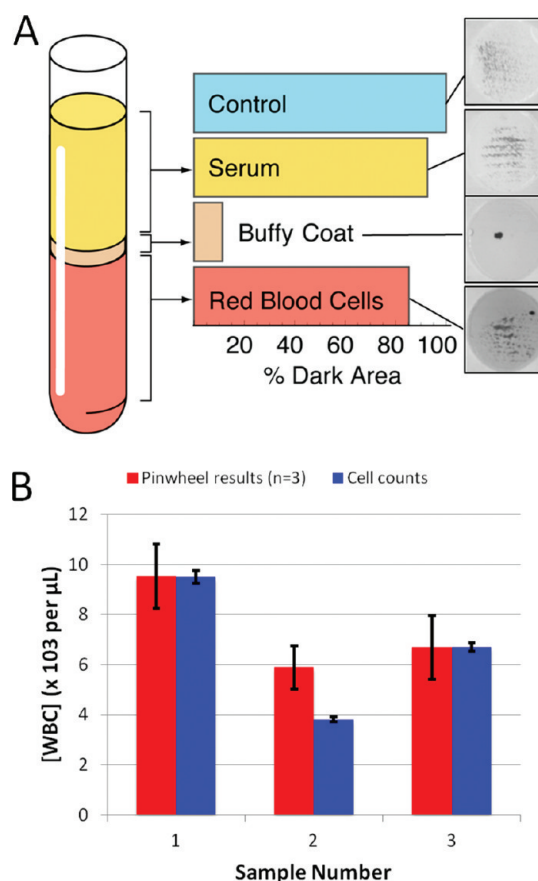 A
Control
Serum
Buffy Coat
Red Blood Cells
20 40 60 80 100
% Dark Area
B
Pinwheel results (n=3) Cell counts
12
10
8
6
4
2
0
[WBC] (x 103 per µL)
1 2 3
Sample Number